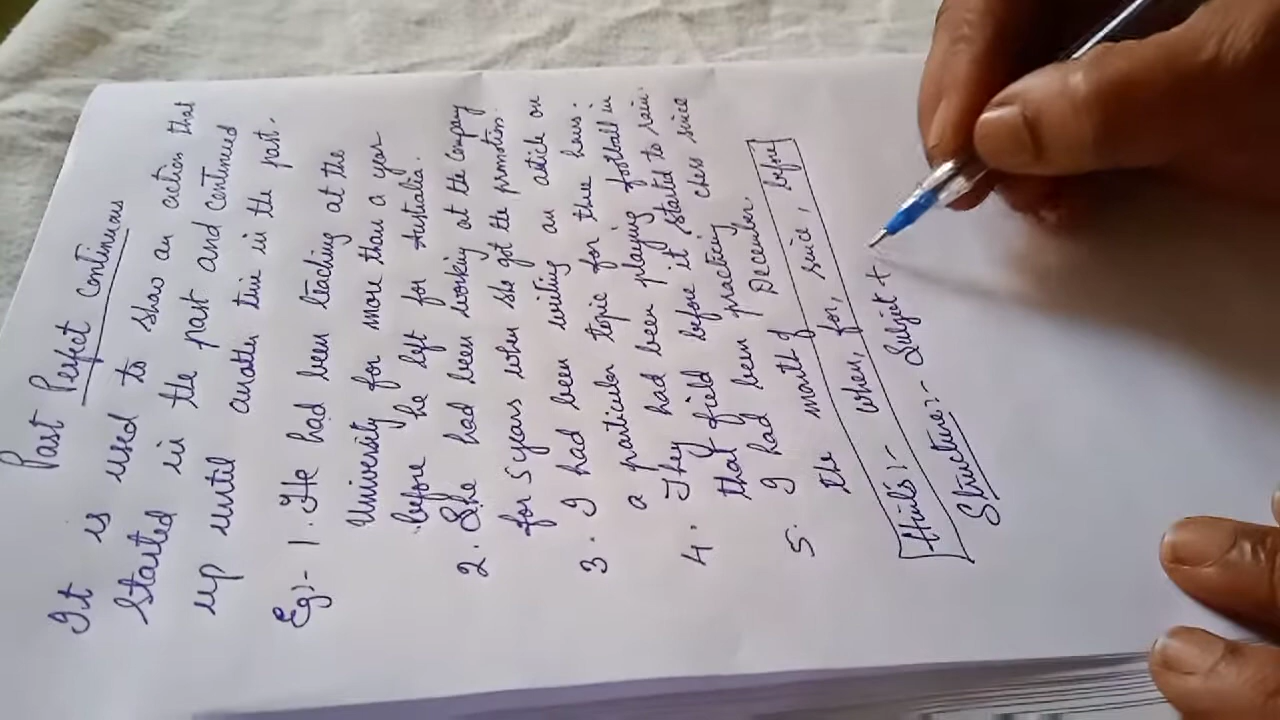 Past Perfect Continuous
It is used to show an action that
started in the past and continued
up until another time in the past.
Eg:- 1. He had been teaching at the
University for more than a year
before he left for Australia.
2. She had been working at the Company
for 5 years when she got the promotion.
3. I had been writing an article on
a particular topic for three hours.
4. They had been playing football in
that field before it started to rain.
5. I had been practicing chess since
the month of December.
Hints:- when, for, since, before
Structure:- Subject +